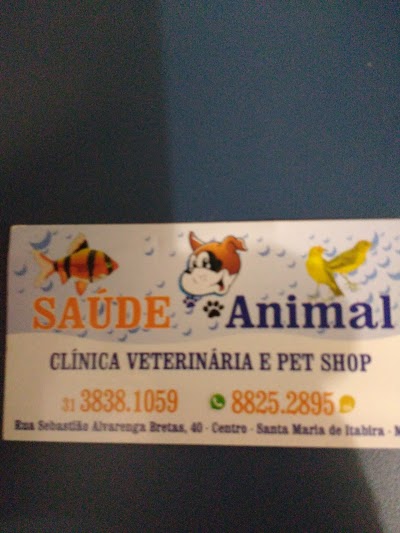 SAÚDE Animal
CLÍNICA VETERINÁRIA E PET SHOP
31 3838.1059 8825.2895
Rua Sebastião Alvarenga Bretas, 40 - Centro - Santa Maria de Itabira -